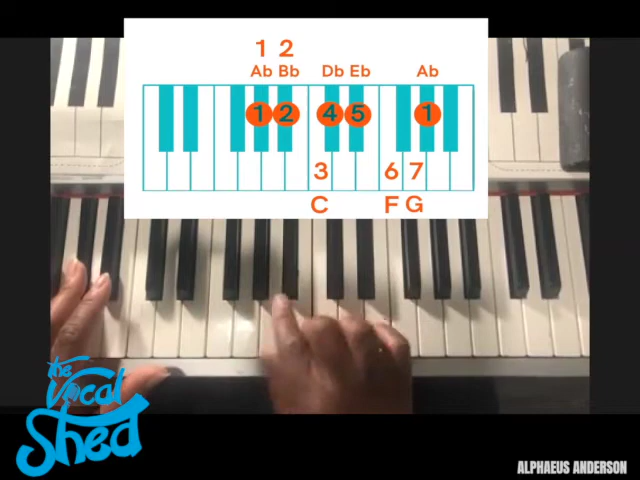 1 2
Ab Bb Db Eb Ab
1 2 4 5 1
3 6 7
C F G
the
Vocal
Shed
ALPHAEUS ANDERSON